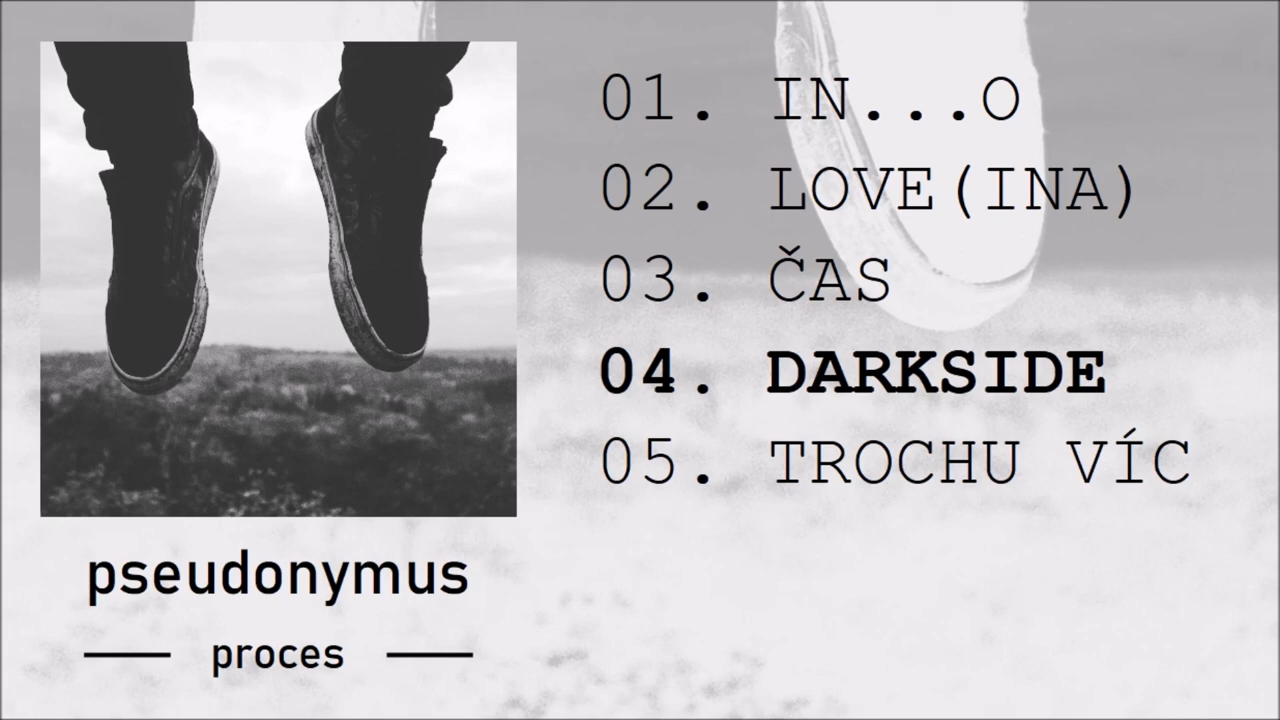 01. IN...O
02. LOVE(INA)
03. ČAS
04. DARKSIDE
05. TROCHU VÍC
pseudonymus
proces